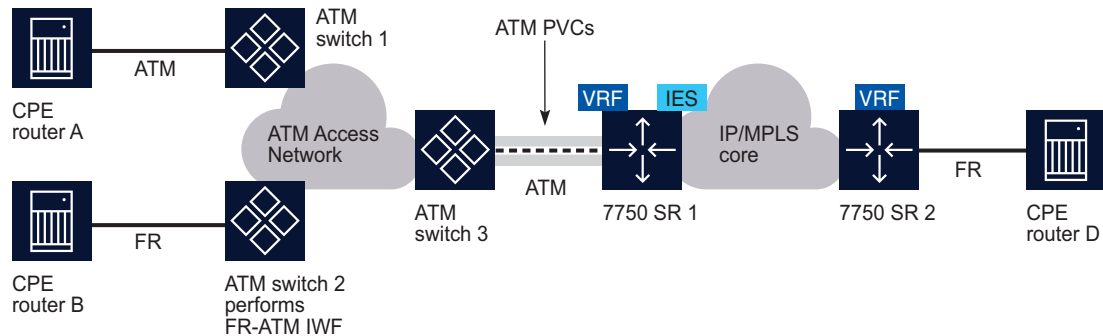 ATM
switch 1
ATM PVCs
ATM
CPE
router A
ATM Access
Network
VRF
IES
IP/MPLS
core
VRF
ATM
FR
FR
ATM
switch 3
7750 SR 1
7750 SR 2
CPE
router D
CPE
router B
ATM switch 2
performs
FR-ATM IWF